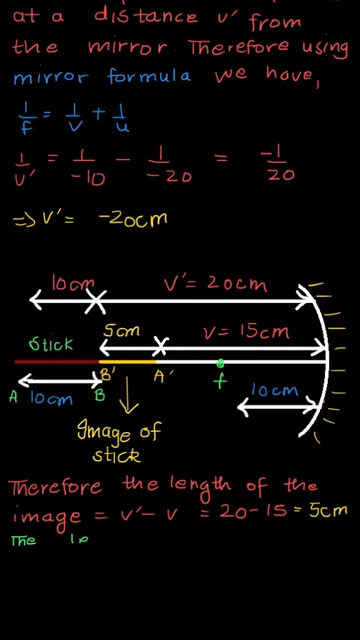 at a distance v' from
the mirror. Therefore using
mirror formula we have,
1/f = 1/v + 1/u
1/v' = 1/-10 - 1/-20 = -1/20
=> v' = -20cm
10cm v' = 20cm
5cm v = 15cm
Stick
B' A' f
A 10cm B 10cm
Image of
stick
Therefore the length of the
image = v' - v = 20-15 = 5cm
The